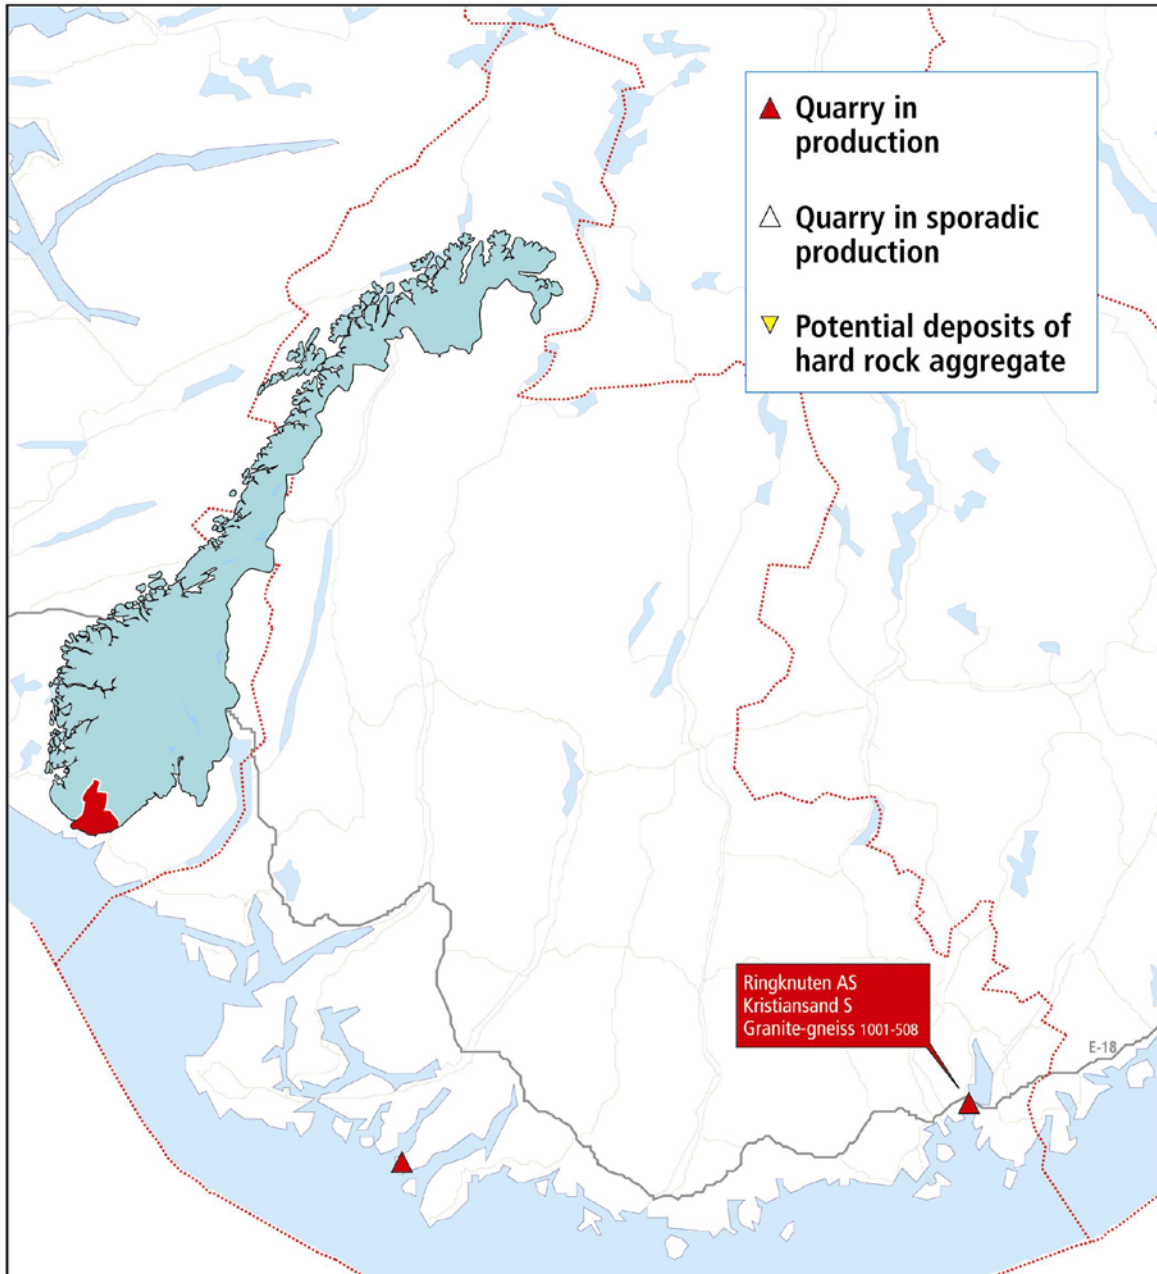 Quarry in
production
Quarry in sporadic
production
Potential deposits of
hard rock aggregate
Ringknuten AS
Kristiansand S
Granite-gneiss 1001-508
E-18